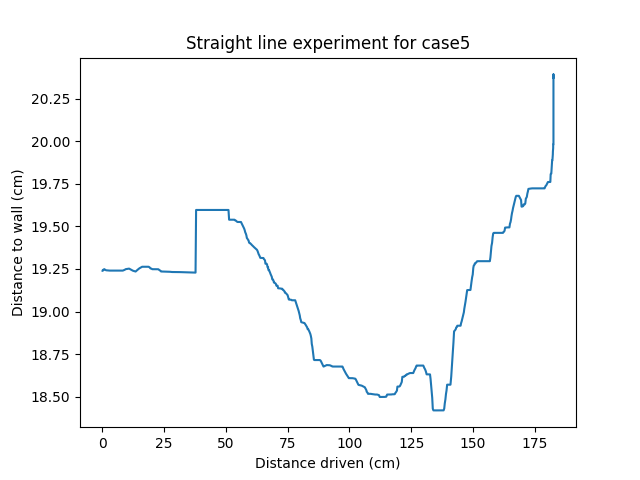 Straight line experiment for case5
Distance to wall (cm)
20.25
20.00
19.75
19.50
19.25
19.00
18.75
18.50
0 25 50 75 100 125 150 175
Distance driven (cm)